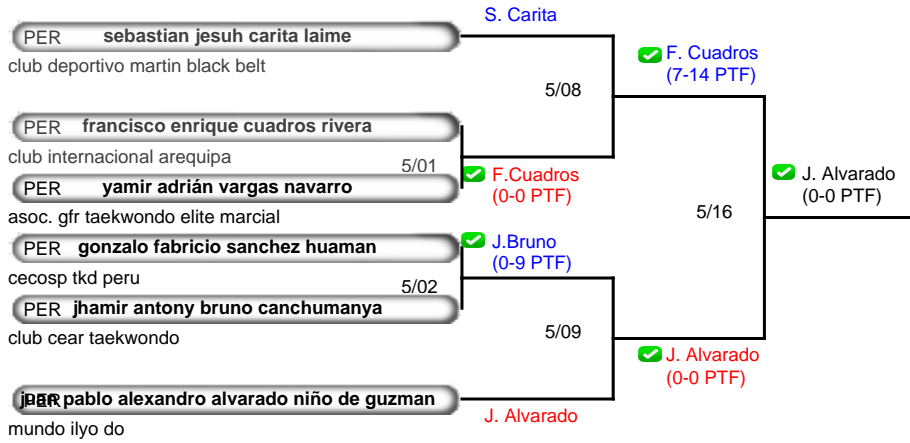 S. Carita
PER sebastian jesuh carita laime
club deportivo martin black belt
F. Cuadros
(7-14 PTF)
5/08
PER francisco enrique cuadros rivera
club internacional arequipa
5/01
F.Cuadros
(0-0 PTF)
PER yamir adrián vargas navarro
asoc. gfr taekwondo elite marcial
J. Alvarado
(0-0 PTF)
5/16
PER gonzalo fabricio sanchez huaman
cecosp tkd peru
J.Bruno
(0-9 PTF)
5/02
PER jhamir antony bruno canchumanya
club cear taekwondo
5/09
J. Alvarado
(0-0 PTF)
PER juan pablo alexandro alvarado niño de guzman
mundo ilyo do
J. Alvarado